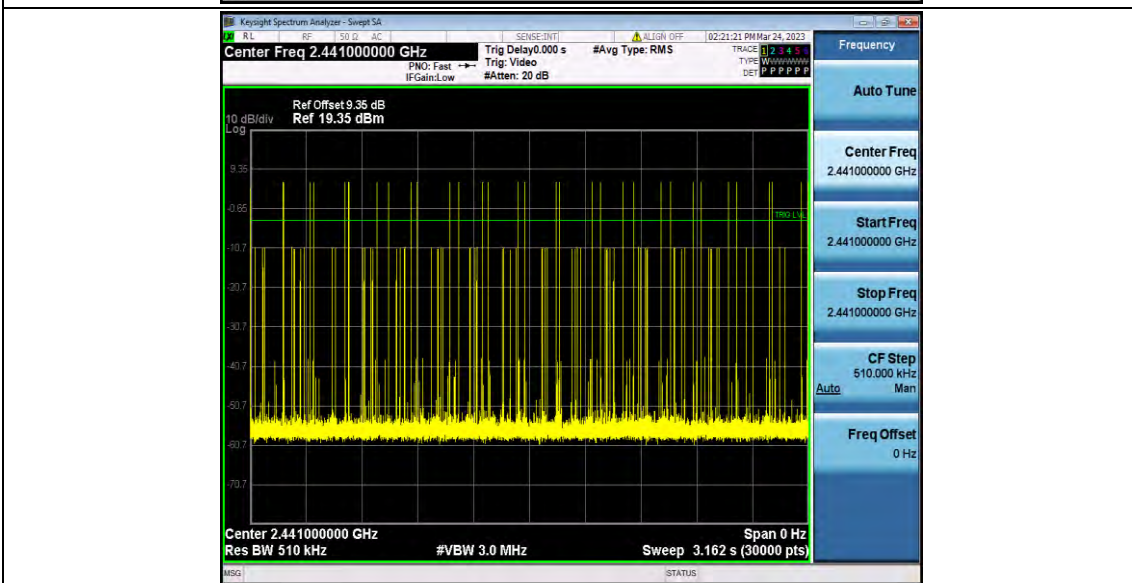 Keysight Spectrum Analyzer - Swept SA
RL RF 50 Ω AC SENSE:INT ALIGN OFF 02:21:21 PM Mar 24, 2023
Center Freq 2.441000000 GHz
PNO: Fast
IFGain:Low
Trig Delay0.000 s
Trig: Video
#Atten: 20 dB
#Avg Type: RMS
TRACE 1 2 3 4 5 6
TYPE
DET P P P P P P
Ref Offset 9.35 dB
10 dB/div Ref 19.35 dBm
Log
9.35
-0.65
TRIG LVL
-10.7
-20.7
-30.7
-40.7
-50.7
-60.7
-70.7
Center 2.441000000 GHz Span 0 Hz
Res BW 510 kHz #VBW 3.0 MHz Sweep 3.162 s (30000 pts)
MSG STATUS
Frequency
Auto Tune
Center Freq
2.441000000 GHz
Start Freq
2.441000000 GHz
Stop Freq
2.441000000 GHz
CF Step
510.000 kHz
Auto Man
Freq Offset
0 Hz